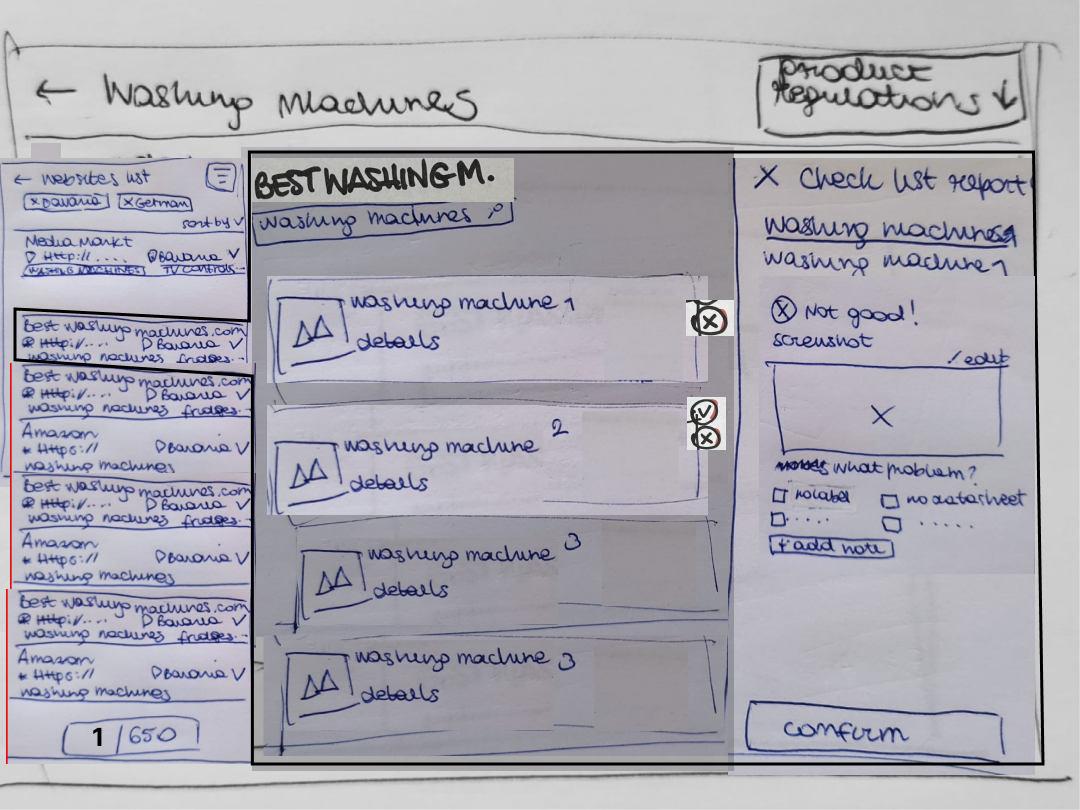 ← Washing Machines
product
regulations ↓
← websites list
x Bavaria x German
sort by
Media Markt
Http://.... Bavaria
WASHING MACHINES TV CONTROLS...
Best washing machines.com
Http://.... Bavaria
washing machines fridges...
Best washing machines.com
Http://.... Bavaria
washing machines fridges...
Amazon
Https:// Bavaria
washing machines
Best washing machines.com
Http://.... Bavaria
washing machines fridges...
Amazon
Https:// Bavaria
washing machines
Best washing machines.com
Http://.... Bavaria
washing machines fridges...
Amazon
Https:// Bavaria
washing machines
1 / 650
BEST WASHING M.
washing machines
washing machine 1
details
washing machine 2
details
washing machine 3
details
washing machine 3
details
X Check list report
washing machines
washing machine 1
Not good!
screnshot
/ edit
what problem?
no label no datasheet
..... .....
+ add note
confirm